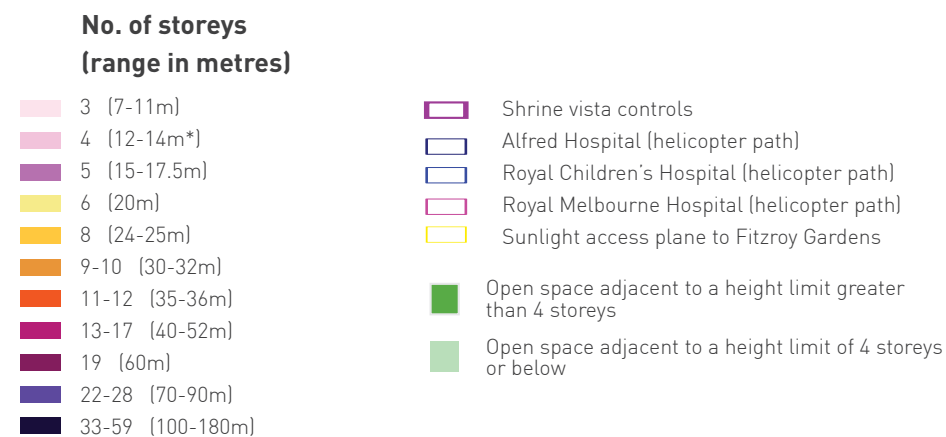 No. of storeys
(range in metres)
3 (7-11m)
4 (12-14m*)
5 (15-17.5m)
6 (20m)
8 (24-25m)
9-10 (30-32m)
11-12 (35-36m)
13-17 (40-52m)
19 (60m)
22-28 (70-90m)
33-59 (100-180m)
Shrine vista controls
Alfred Hospital (helicopter path)
Royal Children's Hospital (helicopter path)
Royal Melbourne Hospital (helicopter path)
Sunlight access plane to Fitzroy Gardens
Open space adjacent to a height limit greater
than 4 storeys
Open space adjacent to a height limit of 4 storeys
or below